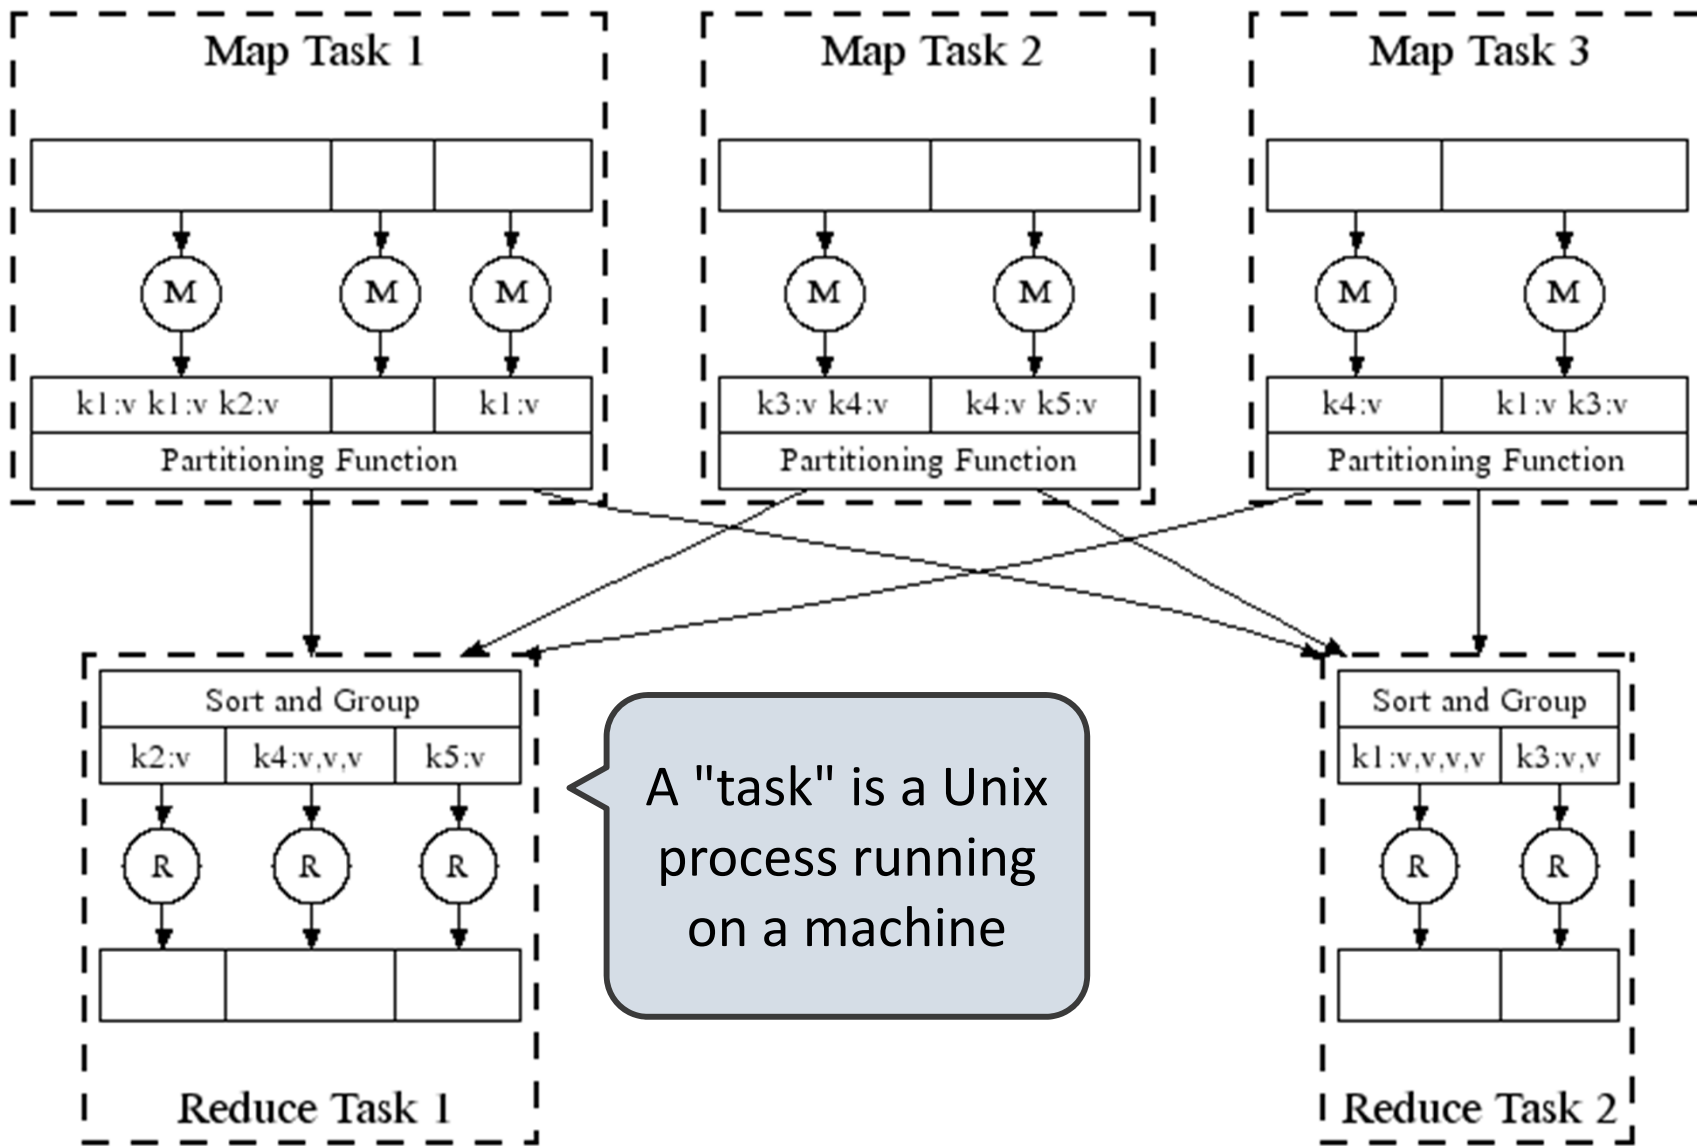 Map Task 1
Map Task 2
Map Task 3
M
M
M
M
M
M
M
k1:v k1:v k2:v
k1:v
k3:v k4:v
k4:v k5:v
k4:v
k1:v k3:v
Partitioning Function
Partitioning Function
Partitioning Function
Sort and Group
k2:v
k4:v,v,v
k5:v
R
R
R
Reduce Task 1
A "task" is a Unix
process running
on a machine
Sort and Group
k1:v,v,v,v
k3:v,v
R
R
Reduce Task 2